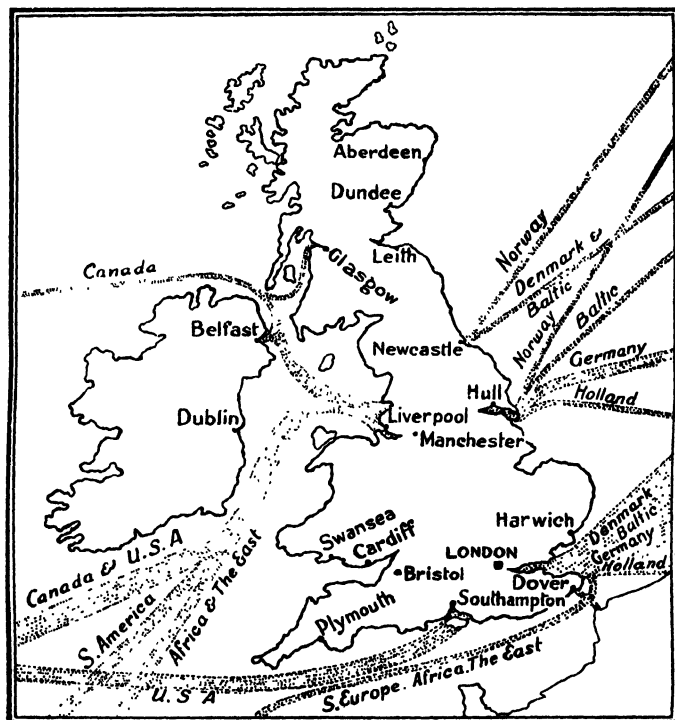 Aberdeen
Dundee
Leith
Glasgow
Canada
Belfast
Newcastle
Norway
Denmark &
Baltic
Norway
Baltic
Germany
Holland
Hull
Dublin
Liverpool
Manchester
Harwich
Denmark
Baltic
Germany
Holland
Swansea
Cardiff
LONDON
Bristol
Dover
Southampton
Plymouth
Canada & U.S.A
S. America
Africa & The East
U.S.A
S. Europe. Africa. The East